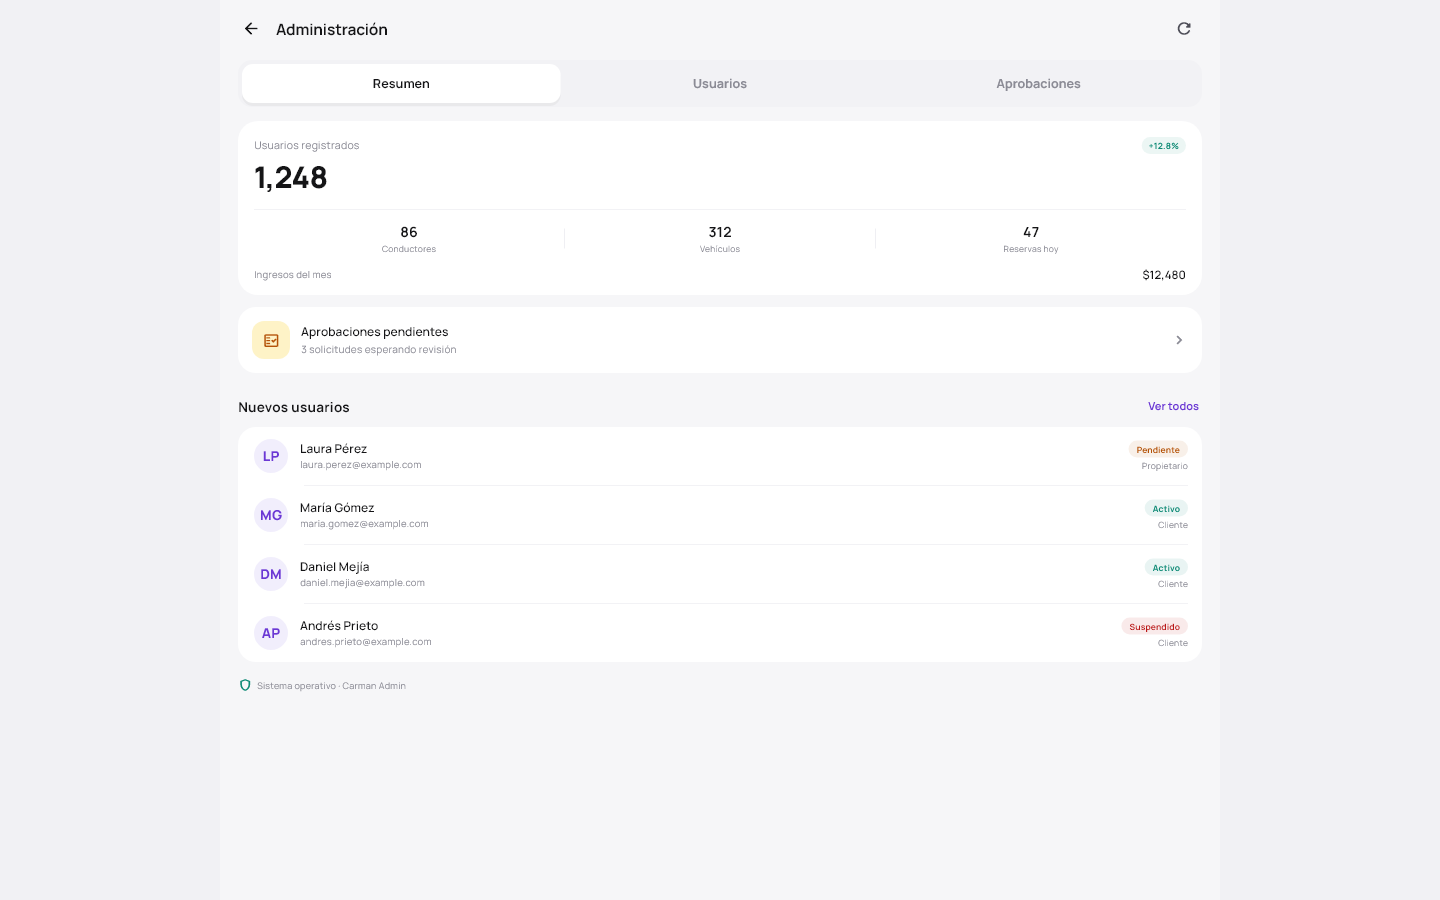 Administración
Resumen
Usuarios
Aprobaciones
Usuarios registrados
+12.8%
1,248
86
Conductores
312
Vehículos
47
Reservas hoy
Ingresos del mes
$12,480
Aprobaciones pendientes
3 solicitudes esperando revisión
Nuevos usuarios
Ver todos
LP
Laura Pérez
laura.perez@example.com
Pendiente
Propietario
MG
María Gómez
maria.gomez@example.com
Activo
Cliente
DM
Daniel Mejía
daniel.mejia@example.com
Activo
Cliente
AP
Andrés Prieto
andres.prieto@example.com
Suspendido
Cliente
Sistema operativo · Carman Admin